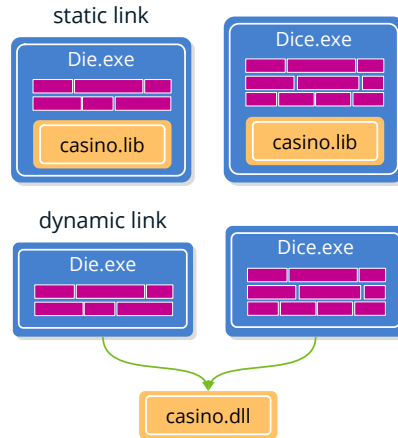 static link
Die.exe
Dice.exe
casino.lib
casino.lib
dynamic link
Die.exe
Dice.exe
casino.dll